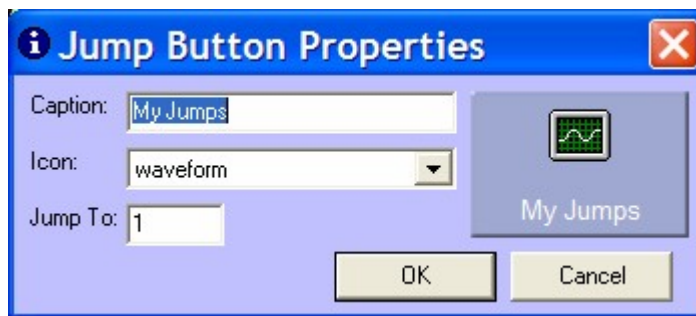 Jump Button Properties
Caption: My Jumps
Icon: waveform
Jump To: 1
My Jumps
OK Cancel